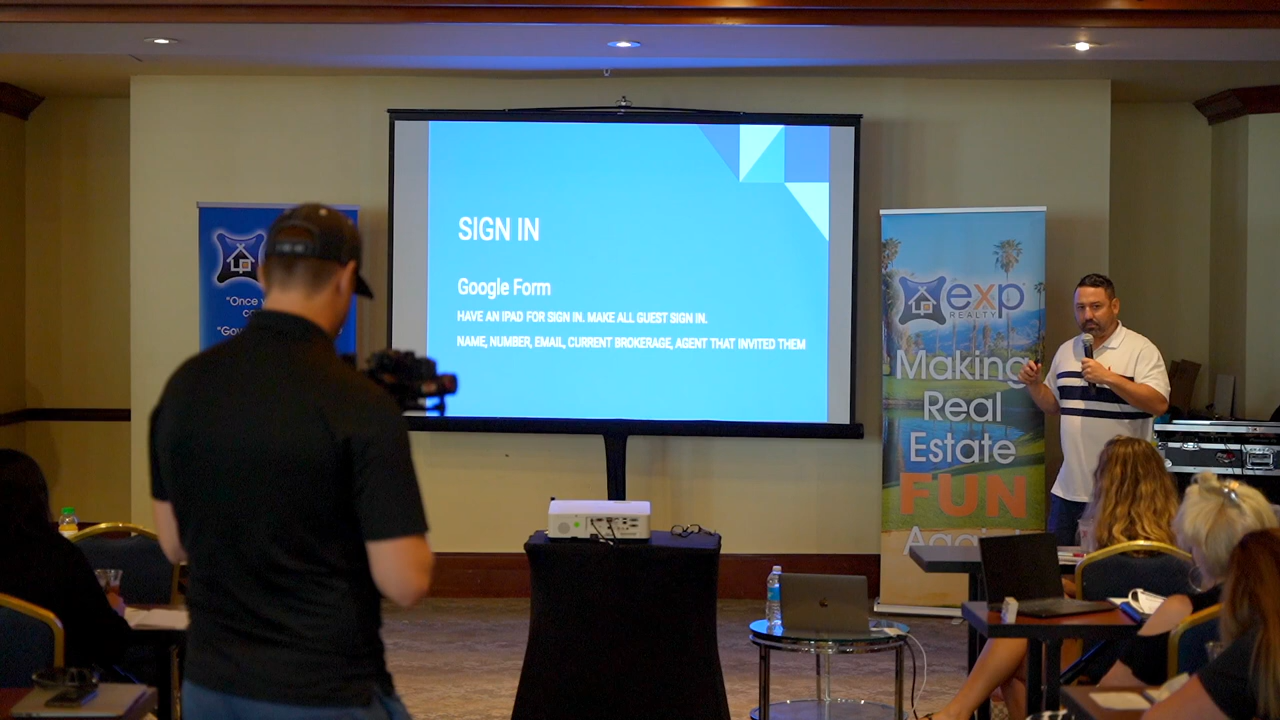 SIGN IN
Google Form
HAVE AN IPAD FOR SIGN IN. MAKE ALL GUEST SIGN IN.
NAME, NUMBER, EMAIL, CURRENT BROKERAGE, AGENT THAT INVITED THEM
“Once
exp
REALTY
Making
Real
Estate
FUN
Again